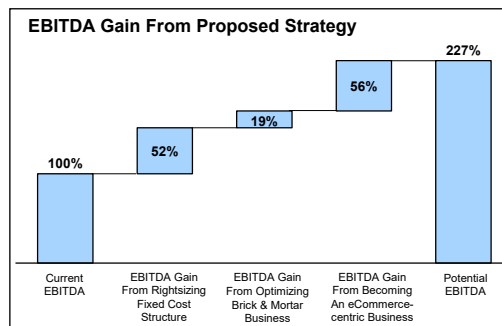 EBITDA Gain From Proposed Strategy
227%
56%
19%
52%
100%
Current
EBITDA
EBITDA Gain
From Rightsizing
Fixed Cost
Structure
EBITDA Gain
From Optimizing
Brick & Mortar
Business
EBITDA Gain
From Becoming
An eCommerce-
centric Business
Potential
EBITDA